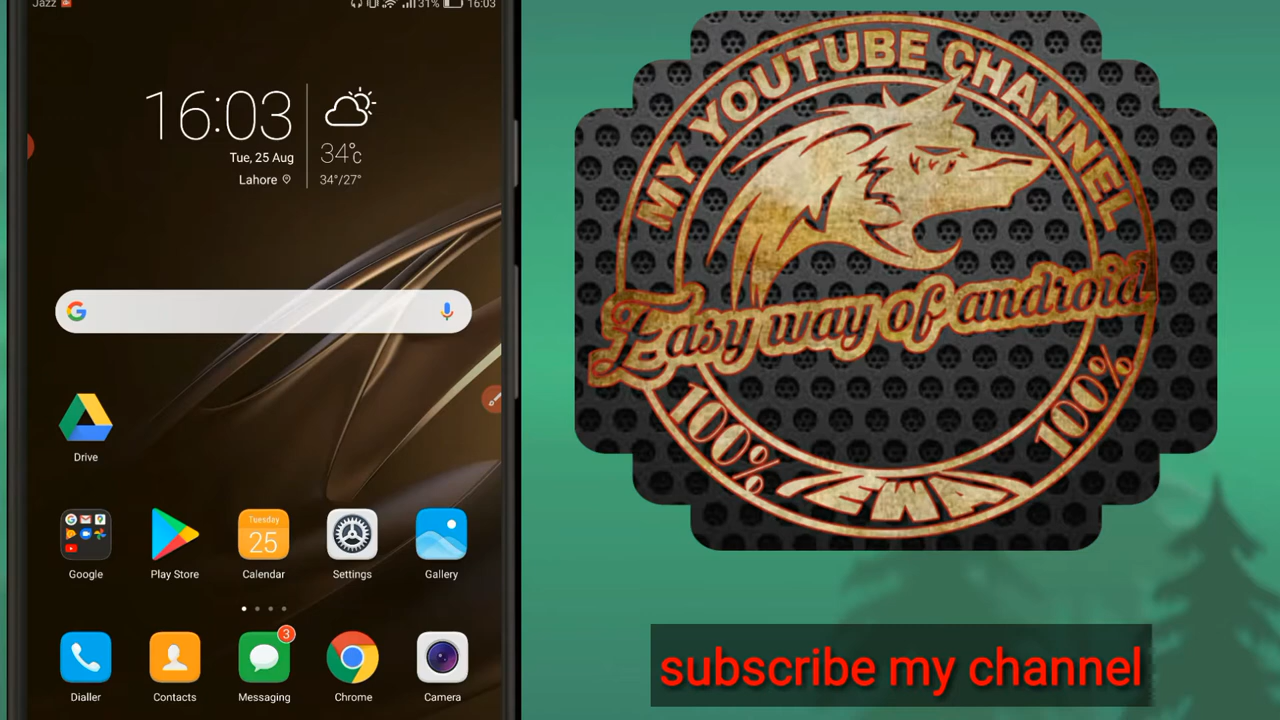 Jazz
31%
16:03
16:03
Tue, 25 Aug
Lahore
34°c
34°/27°
Drive
Google
Play Store
Tuesday
25
Calendar
Settings
Gallery
3
Dialler
Contacts
Messaging
Chrome
Camera
MY YOUTUBE CHANNEL
Easy way of android
100%
100%
subscribe my channel